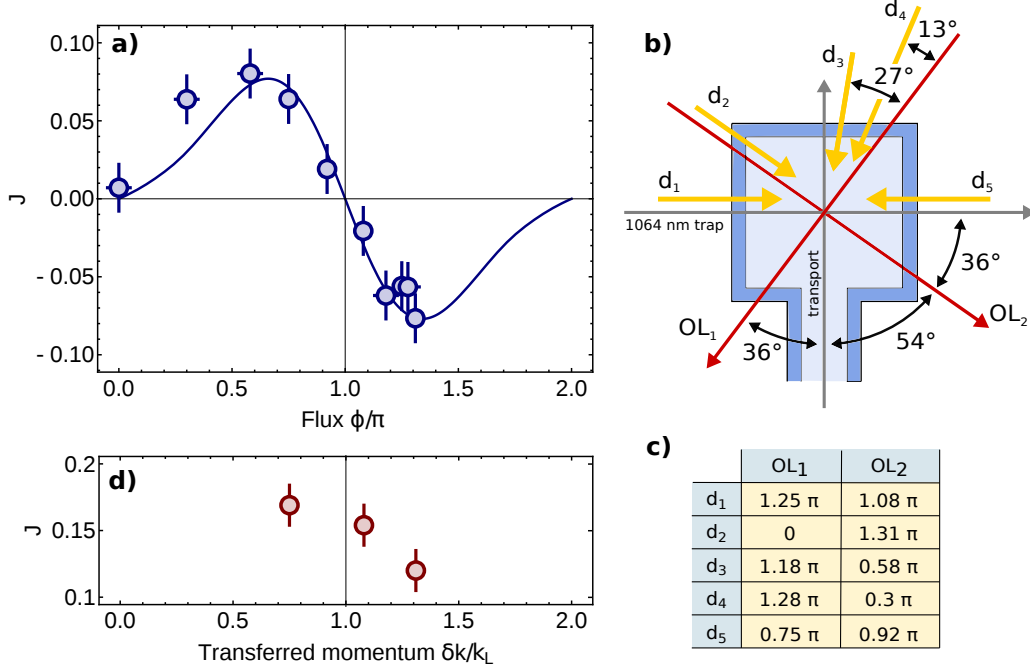 a)
0.10
0.05
0.00
- 0.05
- 0.10
J
0.0
0.5
1.0
1.5
2.0
Flux ϕ/π
b)
d1
d2
d3
d4
d5
13°
27°
1064 nm trap
transport
36°
54°
36°
OL1
OL2
c)
OL1 OL2
d1 1.25 π 1.08 π
d2 0 1.31 π
d3 1.18 π 0.58 π
d4 1.28 π 0.3 π
d5 0.75 π 0.92 π
d)
0.2
0.15
0.1
J
0.0
0.5
1.0
1.5
2.0
Transferred momentum δk/kL